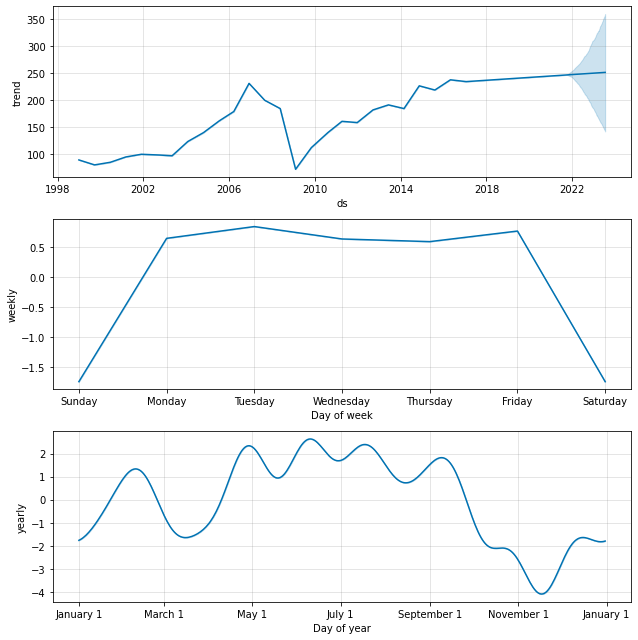 350
300
250
200
150
100
trend
1998 2002 2006 2010 2014 2018 2022
ds
0.5
0.0
−0.5
−1.0
−1.5
weekly
Sunday Monday Tuesday Wednesday Thursday Friday Saturday
Day of week
2
1
0
−1
−2
−3
−4
yearly
January 1 March 1 May 1 July 1 September 1 November 1 January 1
Day of year